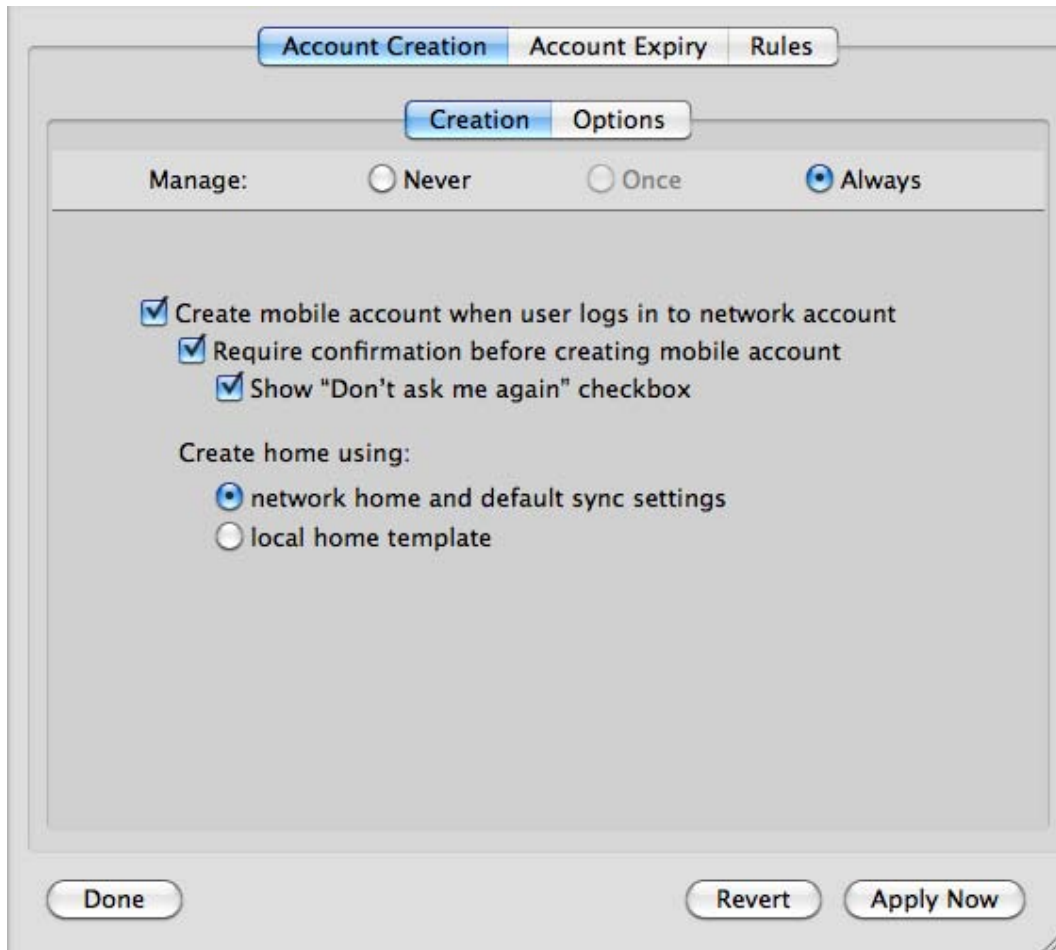 Account Creation Account Expiry Rules
Creation Options
Manage: Never Once Always
Create mobile account when user logs in to network account
Require confirmation before creating mobile account
Show “Don’t ask me again” checkbox
Create home using:
network home and default sync settings
local home template
Done Revert Apply Now